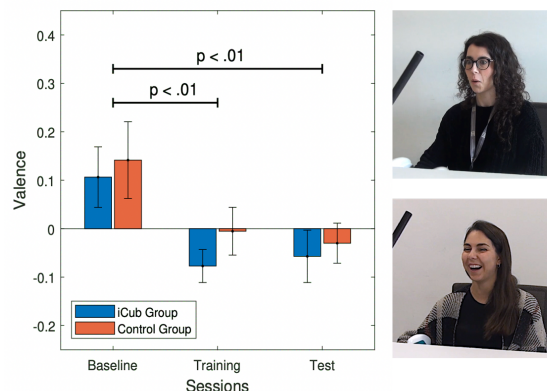 0.4
0.3
0.2
0.1
0
-0.1
-0.2
Valence
p < .01
p < .01
iCub Group
Control Group
Baseline Training Test
Sessions